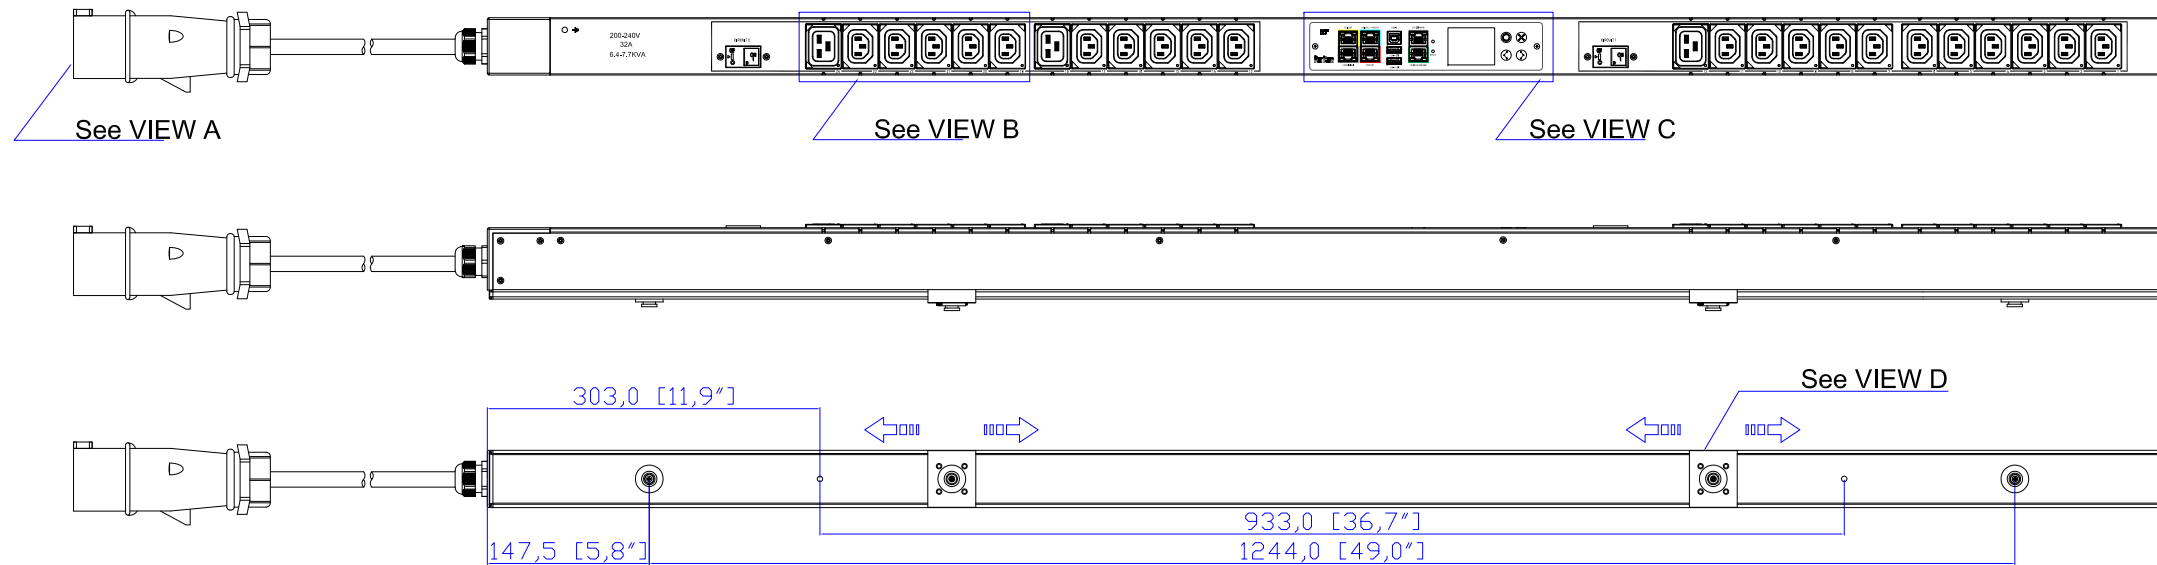 200-240V
32A
6.4-7.7KVA
See VIEW A
See VIEW B
See VIEW C
See VIEW D
303,0 [11,9"]
933,0 [36,7"]
147,5 [5,8"]
1244,0 [49,0"]